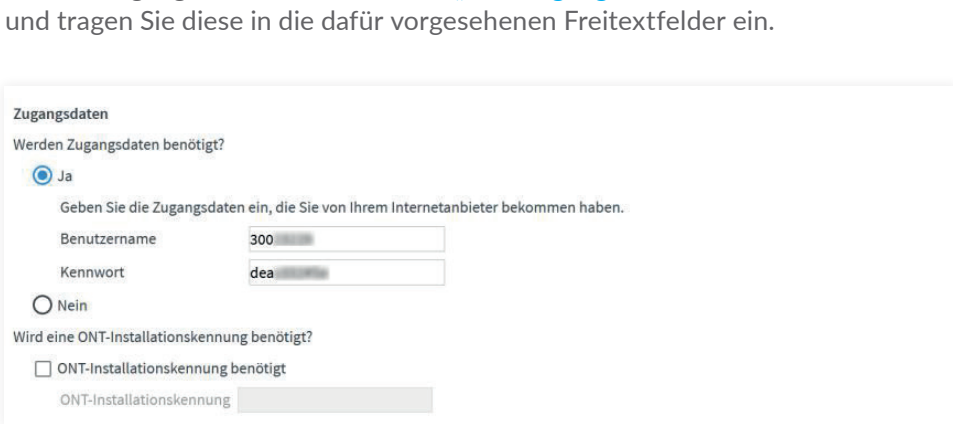 und tragen Sie diese in die dafür vorgesehenen Freitextfelder ein.
Zugangsdaten
Werden Zugangsdaten benötigt?
Ja
Geben Sie die Zugangsdaten ein, die Sie von Ihrem Internetanbieter bekommen haben.
Benutzername 300
Kennwort dea
Nein
Wird eine ONT-Installationskennung benötigt?
ONT-Installationskennung benötigt
ONT-Installationskennung